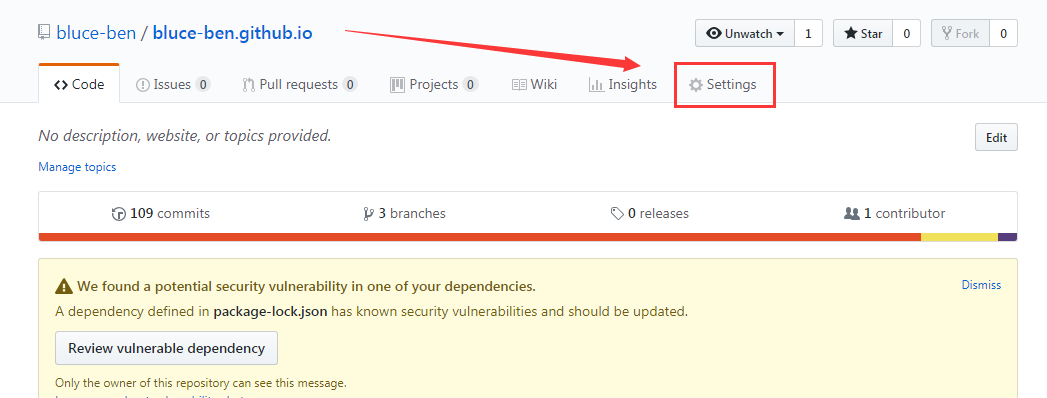 bluce-ben / bluce-ben.github.io Unwatch 1 Star 0 Fork 0
Code Issues 0 Pull requests 0 Projects 0 Wiki Insights Settings
No description, website, or topics provided. Edit
Manage topics
109 commits 3 branches 0 releases 1 contributor
We found a potential security vulnerability in one of your dependencies. Dismiss
A dependency defined in package-lock.json has known security vulnerabilities and should be updated.
Review vulnerable dependency
Only the owner of this repository can see this message.